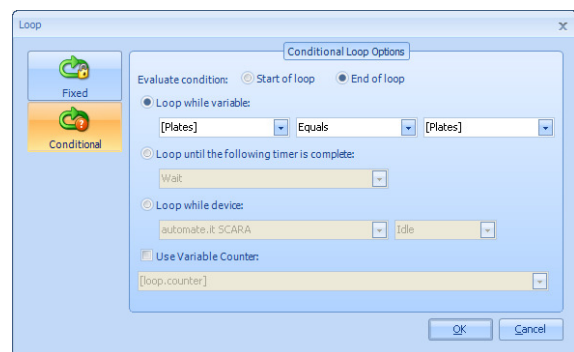 Loop
x
Fixed
Conditional
Conditional Loop Options
Evaluate condition: Start of loop End of loop
Loop while variable:
[Plates] Equals [Plates]
Loop until the following timer is complete:
Wait
Loop while device:
automate.it SCARA Idle
Use Variable Counter:
[loop.counter]
OK Cancel